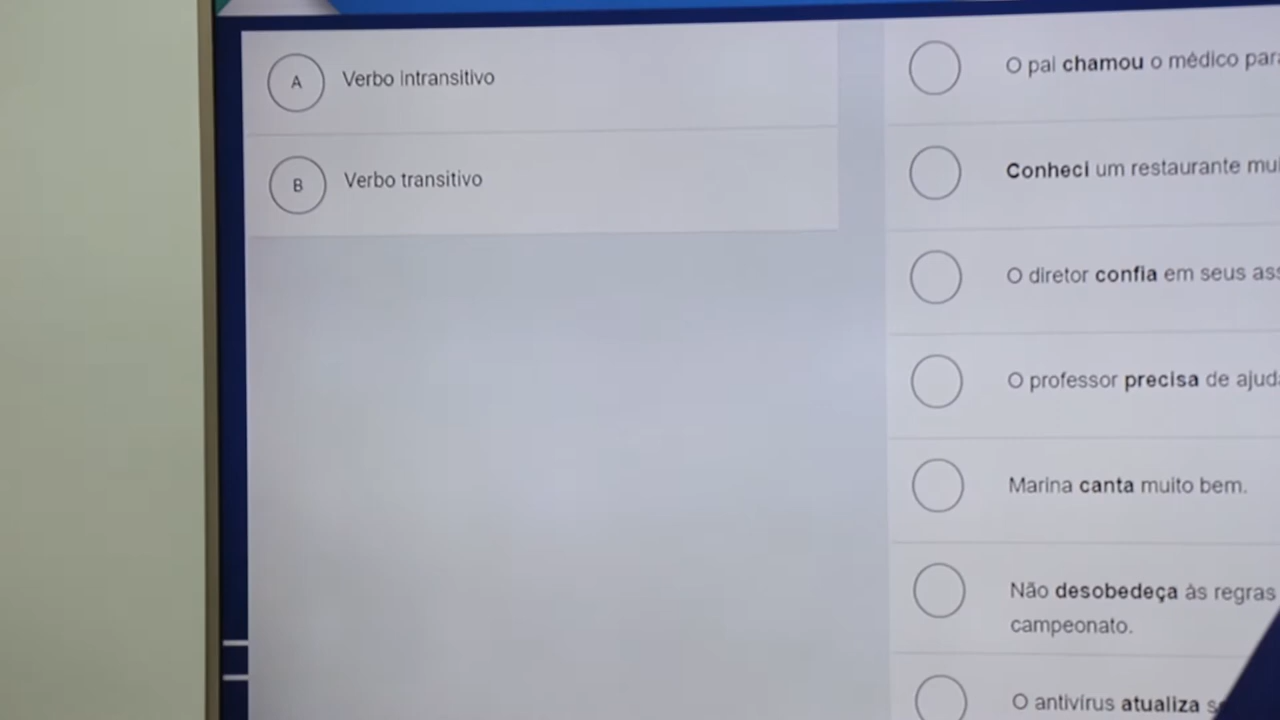 A Verbo intransitivo
B Verbo transitivo
O pai chamou o médico
Conheci um restaurante
O diretor confia em seus
O professor precisa de
Marina canta muito bem.
Não desobedeça às regras
campeonato.
O antivírus atualiza